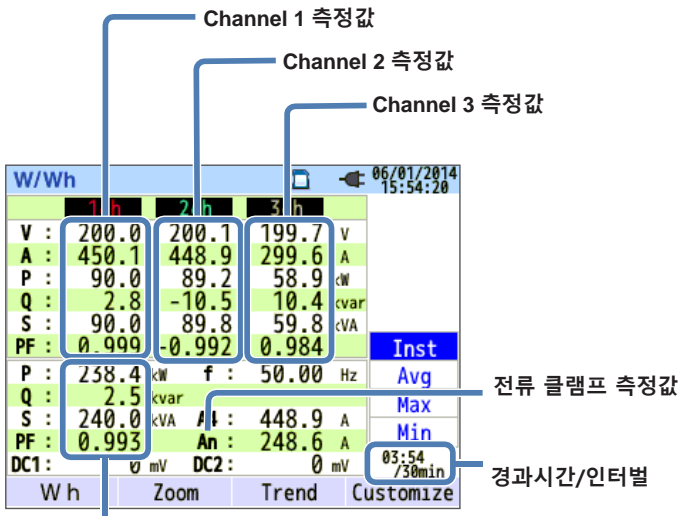 Channel 1 측정값
Channel 2 측정값
Channel 3 측정값
W/Wh 06/01/2014
15:54:20
V : 200.0 200.1 199.7 V
A : 450.1 448.9 299.6 A
P : 90.0 89.2 58.9 kW
Q : 2.8 -10.5 10.4 kvar
S : 90.0 89.8 59.8 kVA
PF : 0.999 -0.992 0.984 Inst
P : 238.4 kW f : 50.00 Hz Avg
Q : 2.5 kvar Max
S : 240.0 kVA A4 : 448.9 A Min
PF : 0.993 An : 248.6 A
DC1: 0 mV DC2: 0 mV
03:54
/30min
전류 클램프 측정값
경과시간/인터벌
Wh Zoom Trend Customize